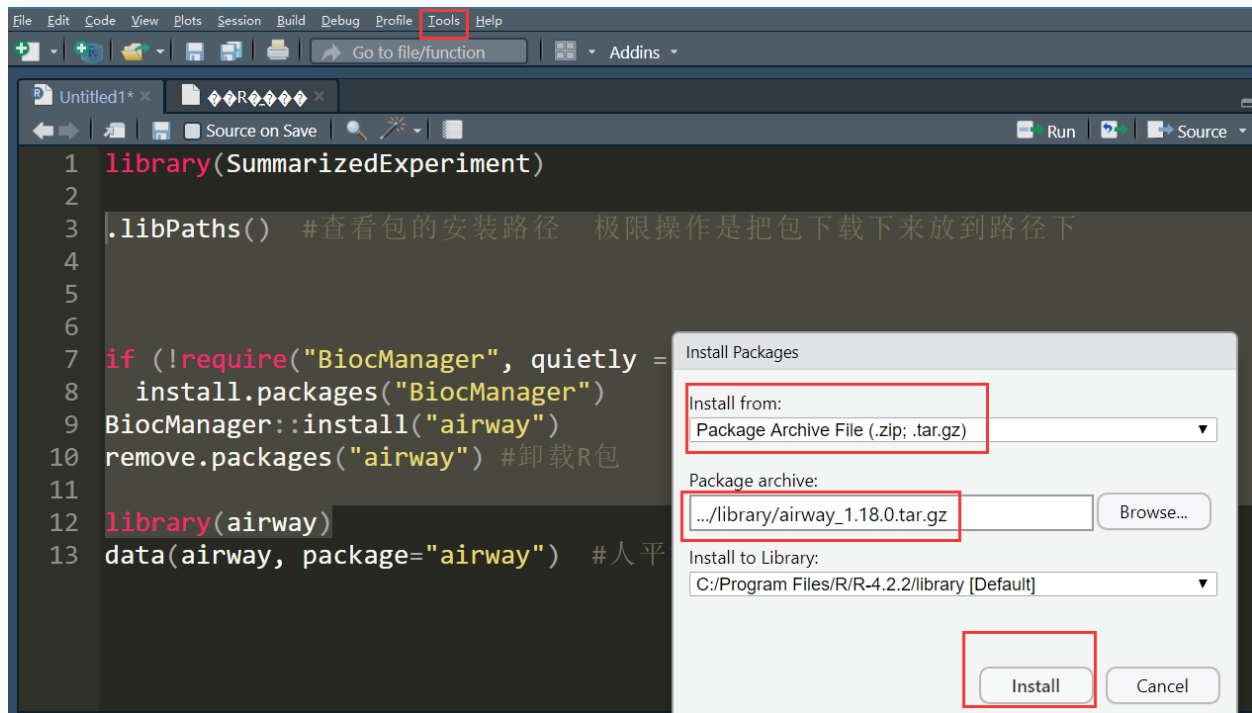 File Edit Code View Plots Session Build Debug Profile Tools Help
Go to file/function Addins
Untitled1*
Source on Save Run Source
1 library(SummarizedExperiment)
2
3 .libPaths() #查看包的安装路径 极限操作是把包下载下来放到路径下
4
5
6
7 if (!require("BiocManager", quietly =
8 install.packages("BiocManager")
9 BiocManager::install("airway")
10 remove.packages("airway") #卸载R包
11
12 library(airway)
13 data(airway, package="airway") #人平
Install Packages
Install from:
Package Archive File (.zip; .tar.gz)
Package archive:
.../library/airway_1.18.0.tar.gz
Browse...
Install to Library:
C:/Program Files/R/R-4.2.2/library [Default]
Install Cancel